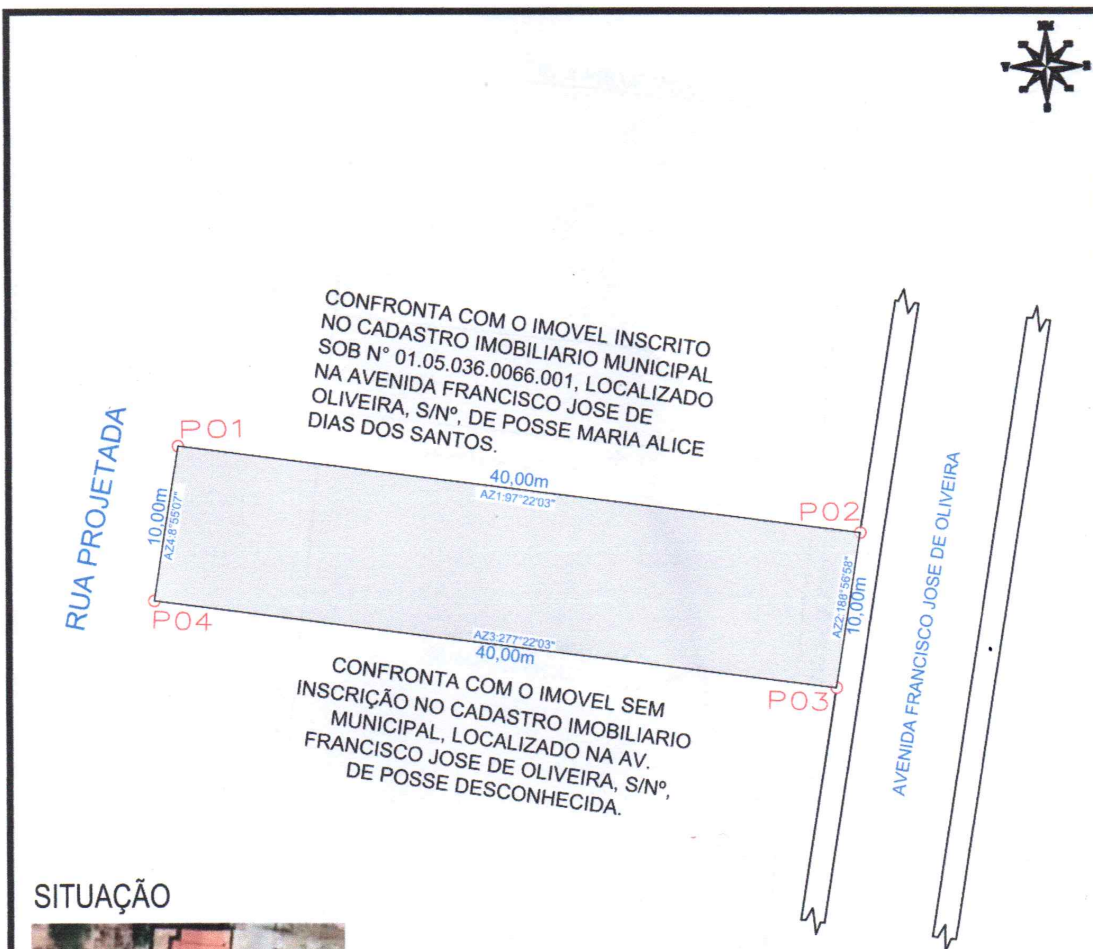 CONFRONTA COM O IMOVEL INSCRITO
NO CADASTRO IMOBILIARIO MUNICIPAL
SOB N° 01.05.036.0066.001, LOCALIZADO
NA AVENIDA FRANCISCO JOSE DE
OLIVEIRA, S/Nº, DE POSSE MARIA ALICE
DIAS DOS SANTOS.
RUA PROJETADA
P01
40,00m
AZ1:97°22'03"
P02
10,00m
AZ4:8°55'07"
AZ2:188°56'58"
10,00m
P04
AZ3:277°22'03"
40,00m
P03
AVENIDA FRANCISCO JOSE DE OLIVEIRA
CONFRONTA COM O IMOVEL SEM
INSCRIÇÃO NO CADASTRO IMOBILIARIO
MUNICIPAL, LOCALIZADO NA AV.
FRANCISCO JOSE DE OLIVEIRA, S/Nº,
DE POSSE DESCONHECIDA.
SITUAÇÃO